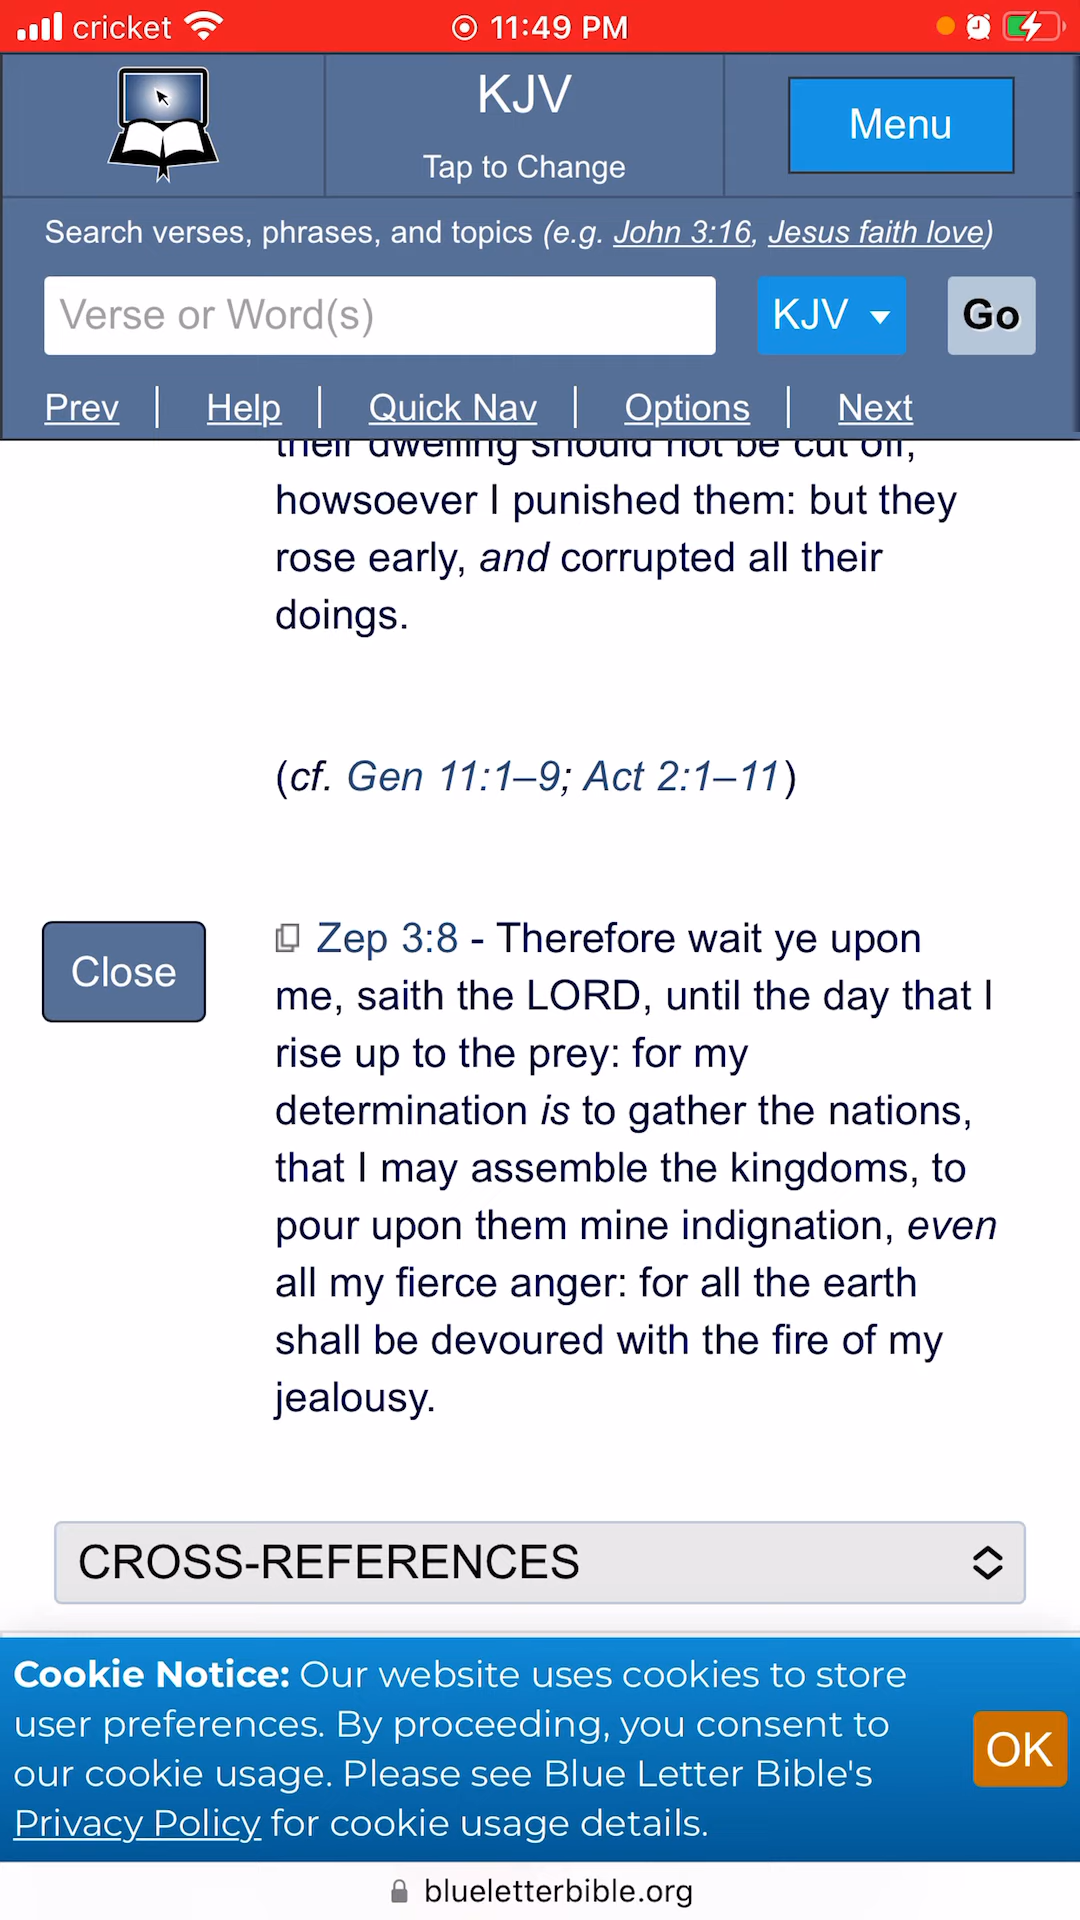 cricket 11:49 PM
KJV
Tap to Change
Menu
Search verses, phrases, and topics (e.g. John 3:16, Jesus faith love)
Verse or Word(s)
KJV
Go
Prev | Help | Quick Nav | Options | Next
their dwelling should not be cut off,
howsoever I punished them: but they
rose early, and corrupted all their
doings.
(cf. Gen 11:1–9; Act 2:1–11)
Close
Zep 3:8 - Therefore wait ye upon
me, saith the LORD, until the day that I
rise up to the prey: for my
determination is to gather the nations,
that I may assemble the kingdoms, to
pour upon them mine indignation, even
all my fierce anger: for all the earth
shall be devoured with the fire of my
jealousy.
CROSS-REFERENCES
Cookie Notice: Our website uses cookies to store
user preferences. By proceeding, you consent to
our cookie usage. Please see Blue Letter Bible's
Privacy Policy for cookie usage details.
OK
blueletterbible.org